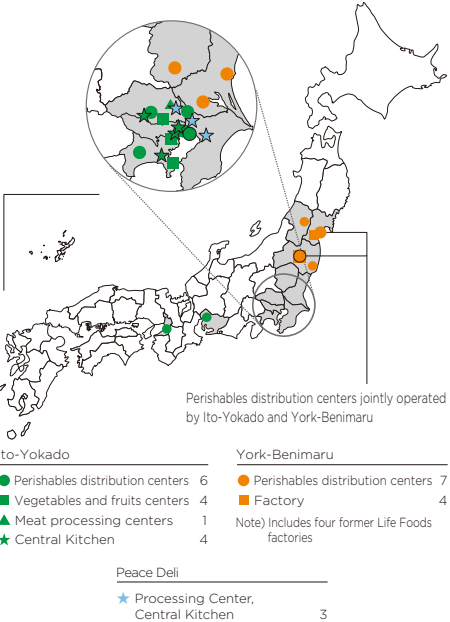 Perishables distribution centers jointly operated
by Ito-Yokado and York-Benimaru
Ito-Yokado
Perishables distribution centers 6
Vegetables and fruits centers 4
Meat processing centers 1
Central Kitchen 4
York-Benimaru
Perishables distribution centers 7
Factory 4
Note) Includes four former Life Foods
factories
Peace Deli
Processing Center,
Central Kitchen 3